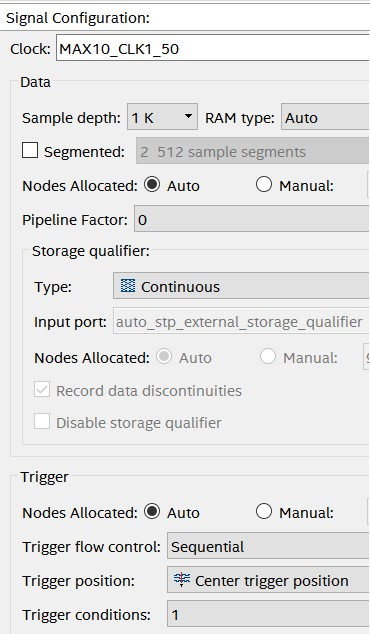 Signal Configuration:
Clock: MAX10_CLK1_50
Data
Sample depth: 1 K RAM type: Auto
Segmented: 2 512 sample segments
Nodes Allocated: Auto Manual:
Pipeline Factor: 0
Storage qualifier:
Type: Continuous
Input port: auto_stp_external_storage_qualifier
Nodes Allocated: Auto Manual:
Record data discontinuities
Disable storage qualifier
Trigger
Nodes Allocated: Auto Manual:
Trigger flow control: Sequential
Trigger position: Center trigger position
Trigger conditions: 1